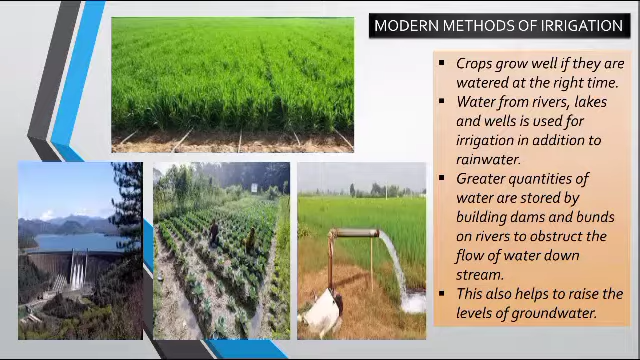 MODERN METHODS OF IRRIGATION
▪ Crops grow well if they are
watered at the right time.
▪ Water from rivers, lakes
and wells is used for
irrigation in addition to
rainwater.
▪ Greater quantities of
water are stored by
building dams and bunds
on rivers to obstruct the
flow of water down
stream.
▪ This also helps to raise the
levels of groundwater.